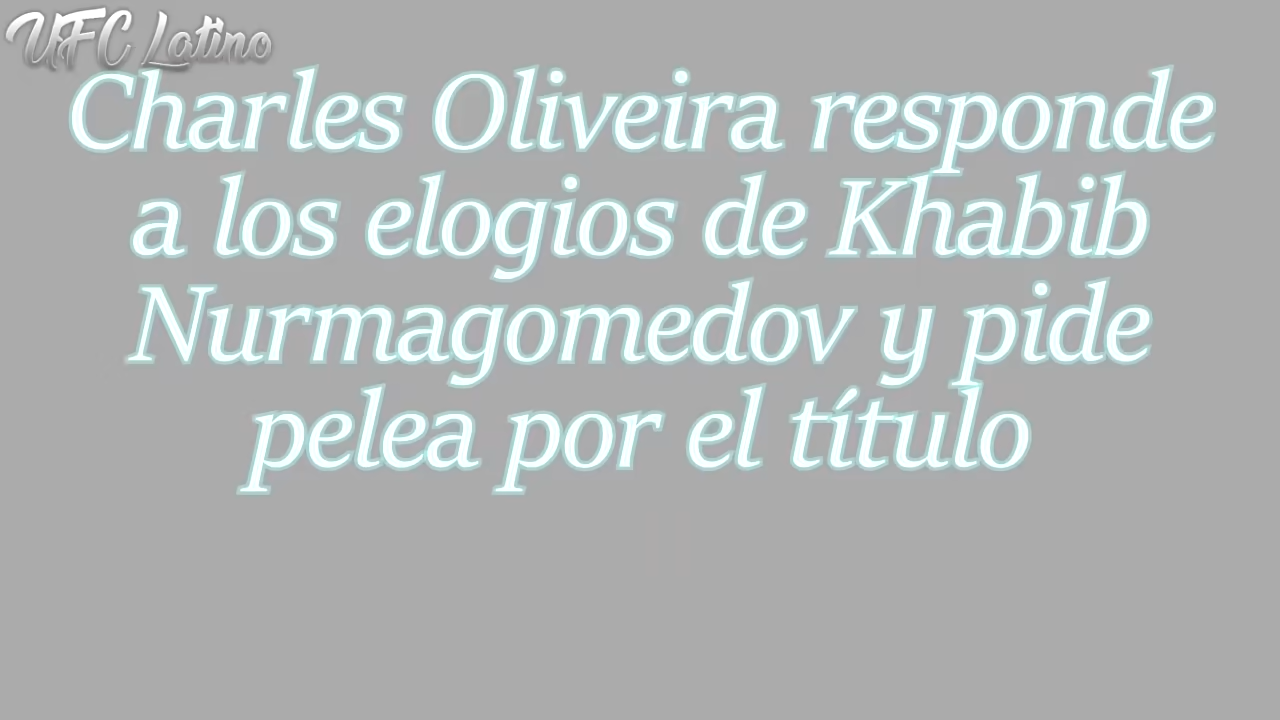 UFC Latino
Charles Oliveira responde
a los elogios de Khabib
Nurmagomedov y pide
pelea por el título